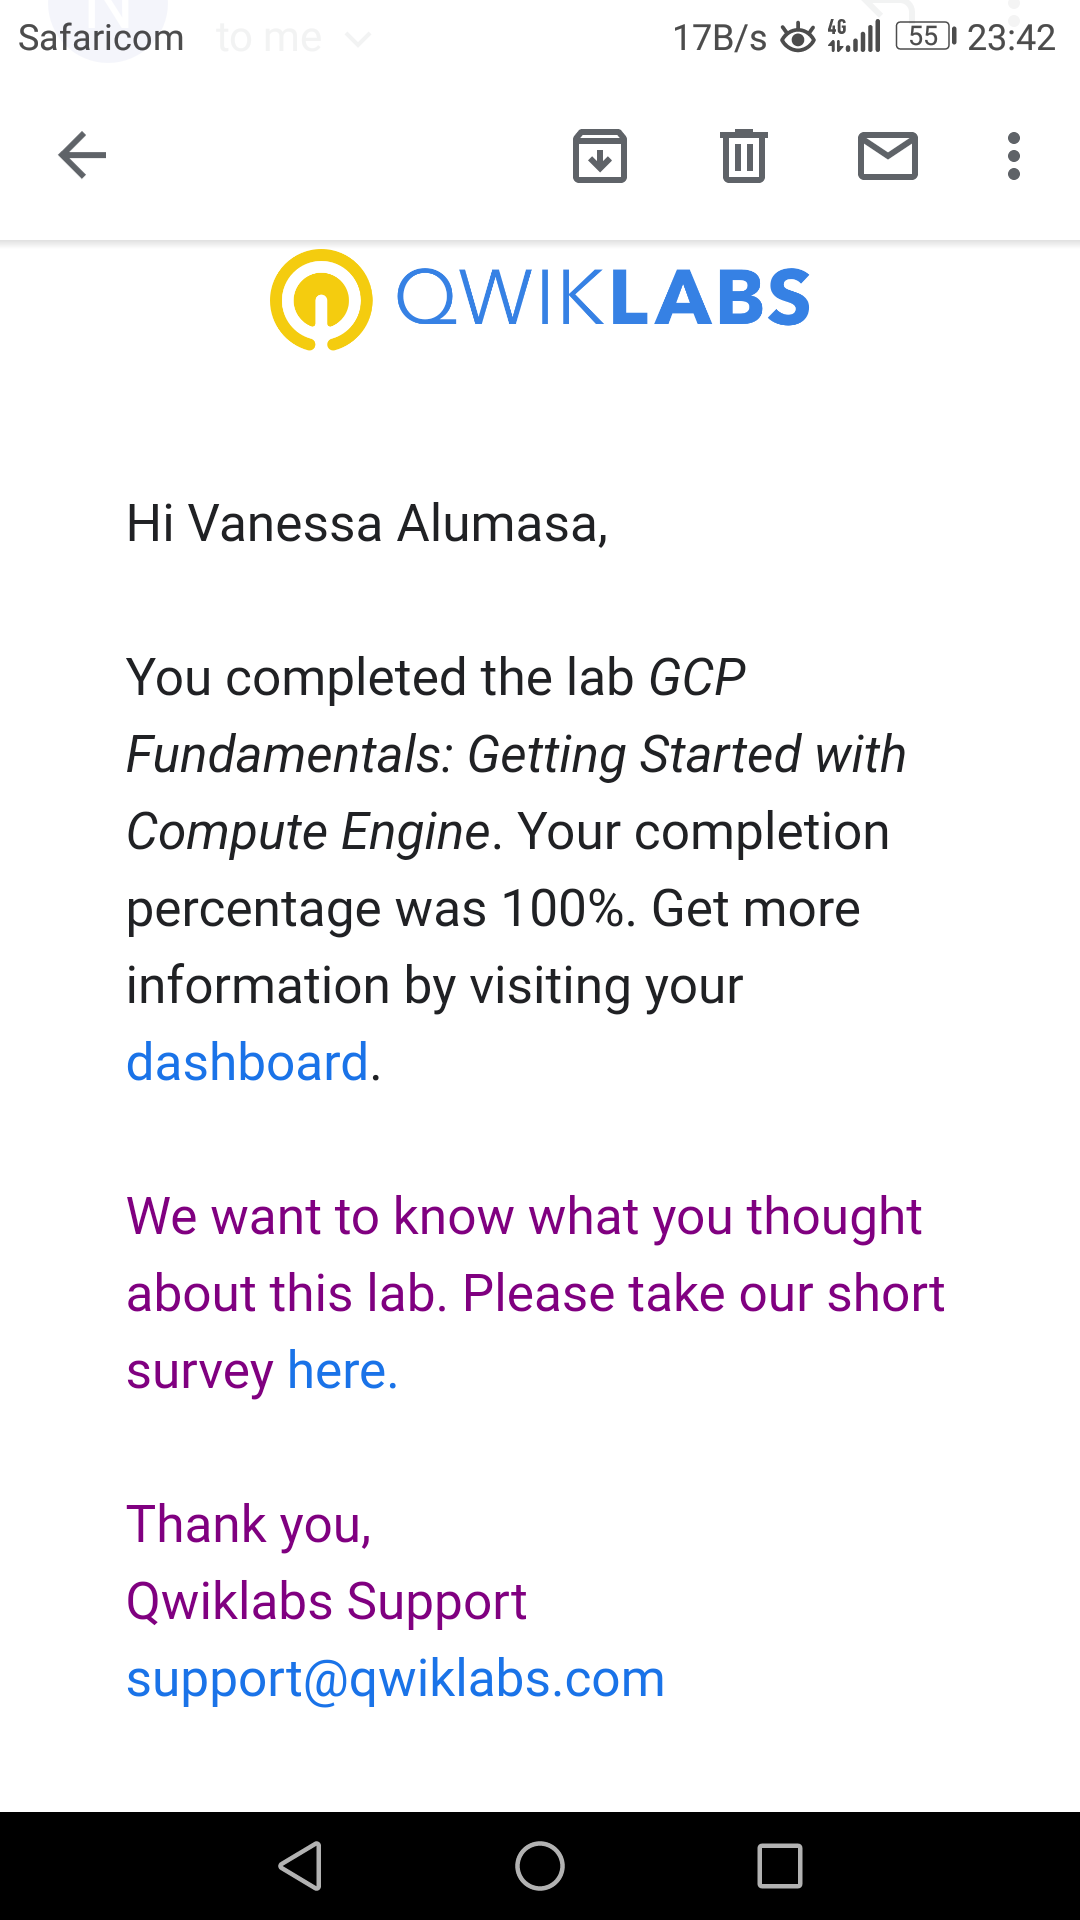 Safaricom to me 17B/s 4G 55 23:42
N
QWIKLABS
Hi Vanessa Alumasa,
You completed the lab GCP
Fundamentals: Getting Started with
Compute Engine. Your completion
percentage was 100%. Get more
information by visiting your
dashboard.
We want to know what you thought
about this lab. Please take our short
survey here.
Thank you,
Qwiklabs Support
support@qwiklabs.com